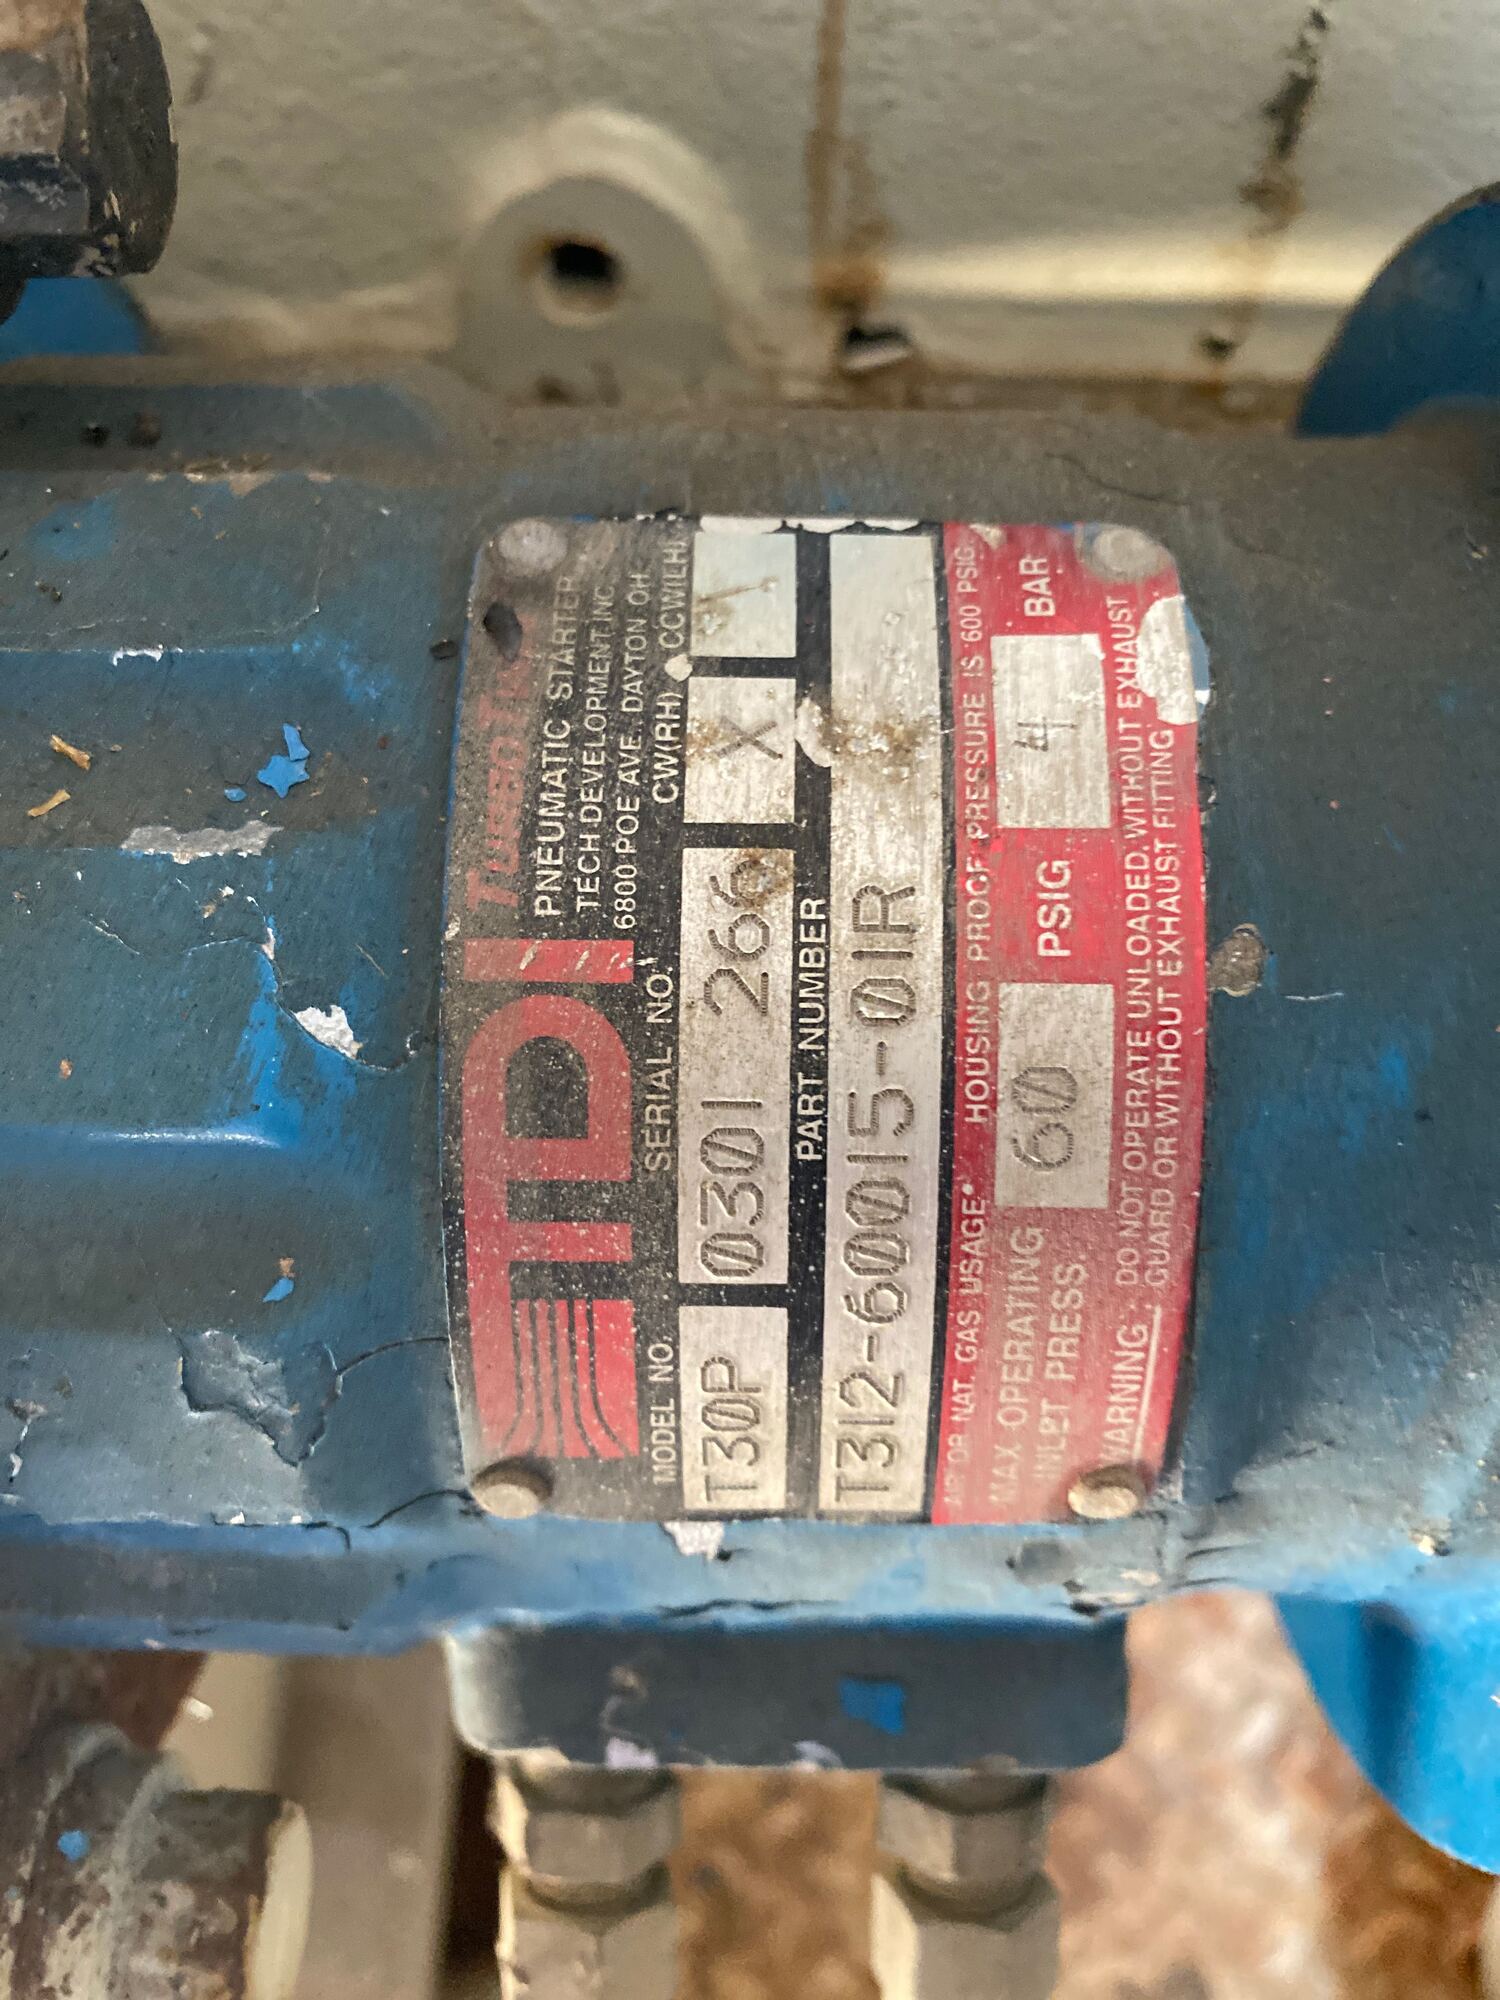 TDI
PNEUMATIC STARTER
TECH DEVELOPMENT INC.
6800 POE AVE. DAYTON OH.
MODEL NO. SERIAL NO. CW(RH) CCW(LH)
T30P 0301 266 X
PART NUMBER
T312-60015-01R
AIR OR NAT. GAS USAGE • HOUSING PROOF PRESSURE IS 600 PSIG.
MAX OPERATING
INLET PRESS. 60 PSIG 4 BAR
WARNING: DO NOT OPERATE UNLOADED, WITHOUT EXHAUST
GUARD OR WITHOUT EXHAUST FITTING